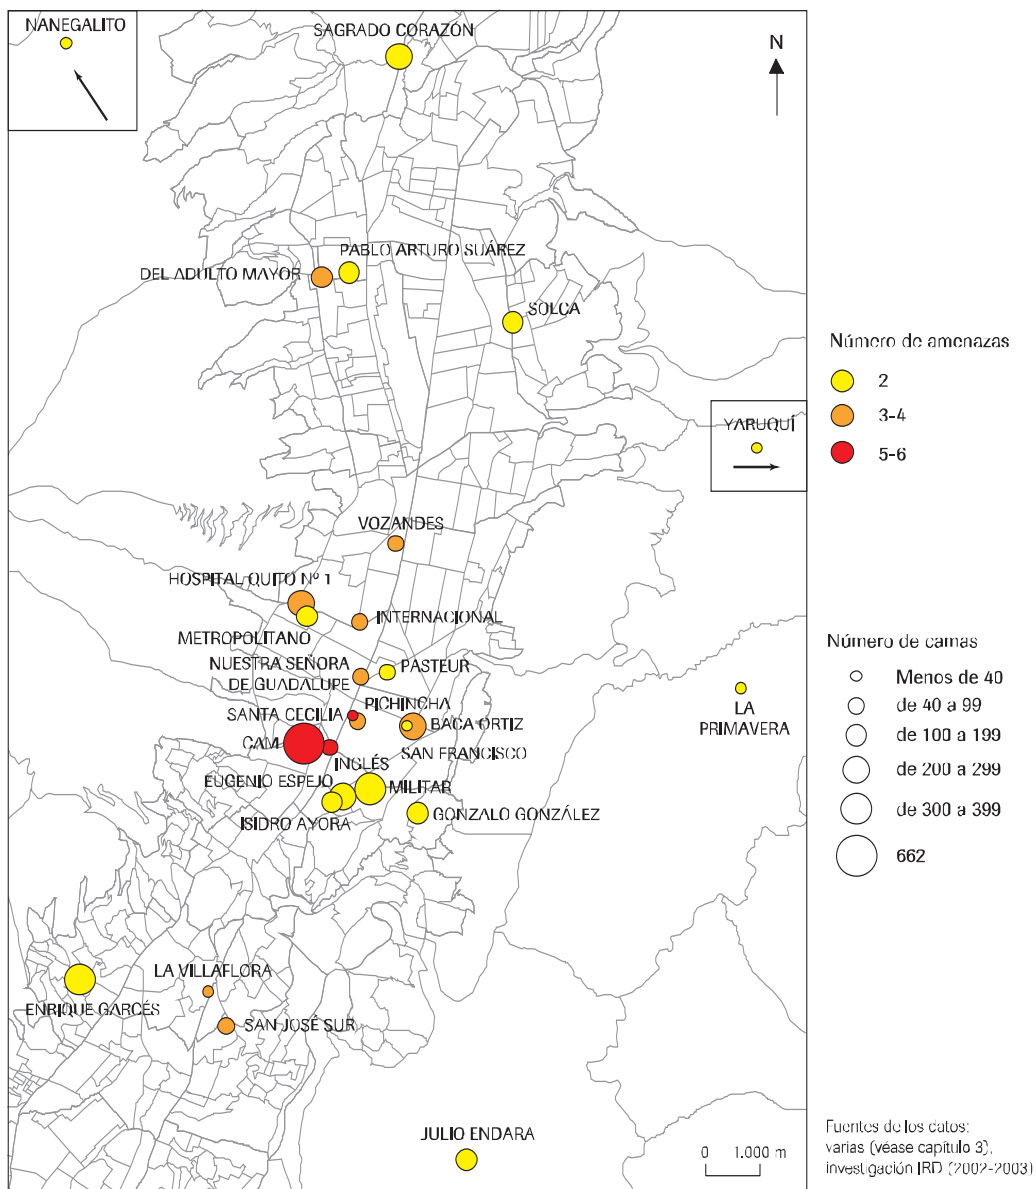 NANEGALITO
SAGRADO CORAZÓN
N
PABLO ARTURO SUÁREZ
DEL ADULTO MAYOR
SOLCA
Número de amenazas
2
3-4
5-6
YARUQUÍ
VOZANDES
HOSPITAL QUITO Nº 1
INTERNACIONAL
METROPOLITANO
NUESTRA SEÑORA
DE GUADALUPE
PASTEUR
PICHINCHA
SANTA CECILIA
BACA ORTIZ
CAM
SAN FRANCISCO
INGLÉS
EUGENIO ESPEJO
MILITAR
ISIDRO AYORA
GONZALO GONZÁLEZ
LA
PRIMAVERA
Número de camas
Menos de 40
de 40 a 99
de 100 a 199
de 200 a 299
de 300 a 399
662
LA VILLAFLORA
ENRIQUE GARCÉS
SAN JOSÉ SUR
JULIO ENDARA
0 1.000 m
Fuentes de los datos:
varias (véase capítulo 3),
investigación IRD (2002-2003)